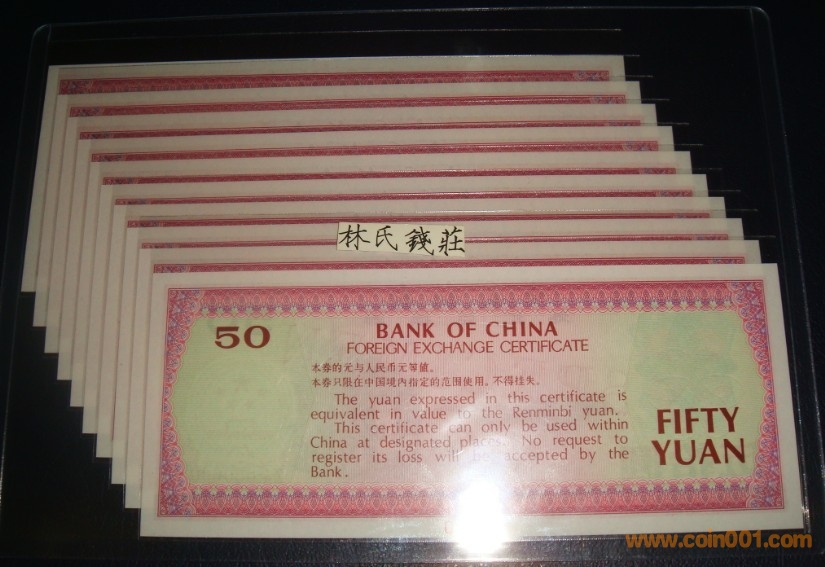 林氏錢莊
50
BANK OF CHINA
FOREIGN EXCHANGE CERTIFICATE
本券的元与人民币元等值。
本券只限在中国境内指定的范围使用,不得挂失。
The yuan expressed in this certificate is
equivalent in value to the Renminbi yuan.
This certificate can only be used within
China at designated places. No request to
register its loss will be accepted by the
Bank.
FIFTY
YUAN
www.coin001.com